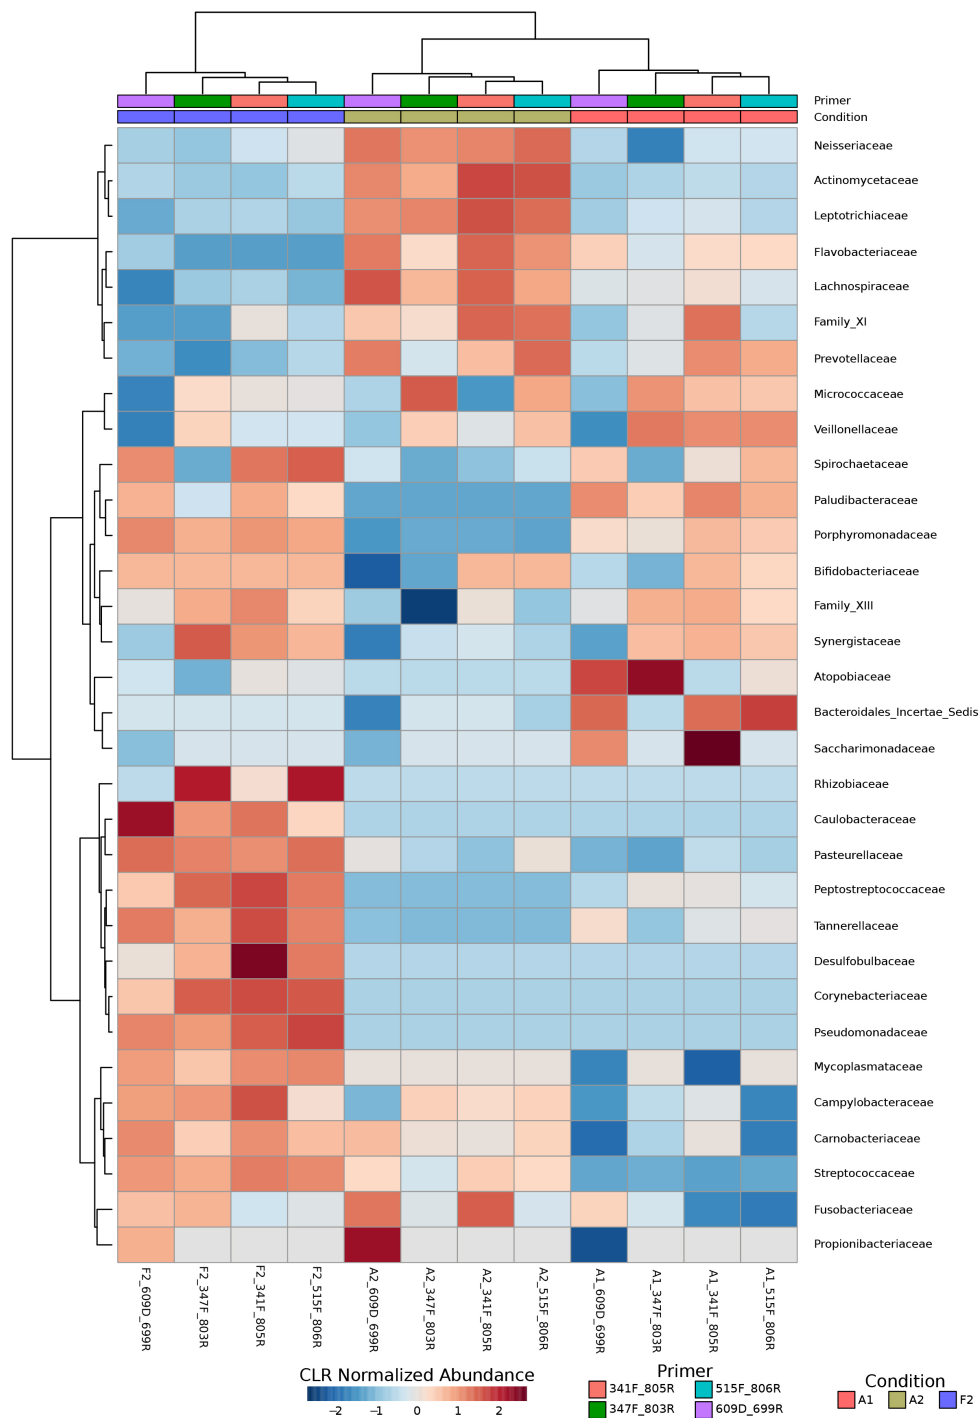 Primer
Condition
Neisseriaceae
Actinomycetaceae
Leptotrichiaceae
Flavobacteriaceae
Lachnospiraceae
Family_XI
Prevotellaceae
Micrococcaceae
Veillonellaceae
Spirochaetaceae
Paludibacteraceae
Porphyromonadaceae
Bifidobacteriaceae
Family_XIII
Synergistaceae
Atopobiaceae
Bacteroidales_Incertae_Sedis
Saccharimonadaceae
Rhizobiaceae
Caulobacteraceae
Pasteurellaceae
Peptostreptococcaceae
Tannerellaceae
Desulfobulbaceae
Corynebacteriaceae
Pseudomonadaceae
Mycoplasmataceae
Campylobacteraceae
Carnobacteriaceae
Streptococcaceae
Fusobacteriaceae
Propionibacteriaceae
F2_609D_699R
F2_347F_803R
F2_341F_805R
F2_515F_806R
A2_609D_699R
A2_347F_803R
A2_341F_805R
A2_515F_806R
A1_609D_699R
A1_347F_803R
A1_341F_805R
A1_515F_806R
CLR Normalized Abundance
−2 −1 0 1 2
Primer
341F_805R 515F_806R
347F_803R 609D_699R
Condition
A1 A2 F2